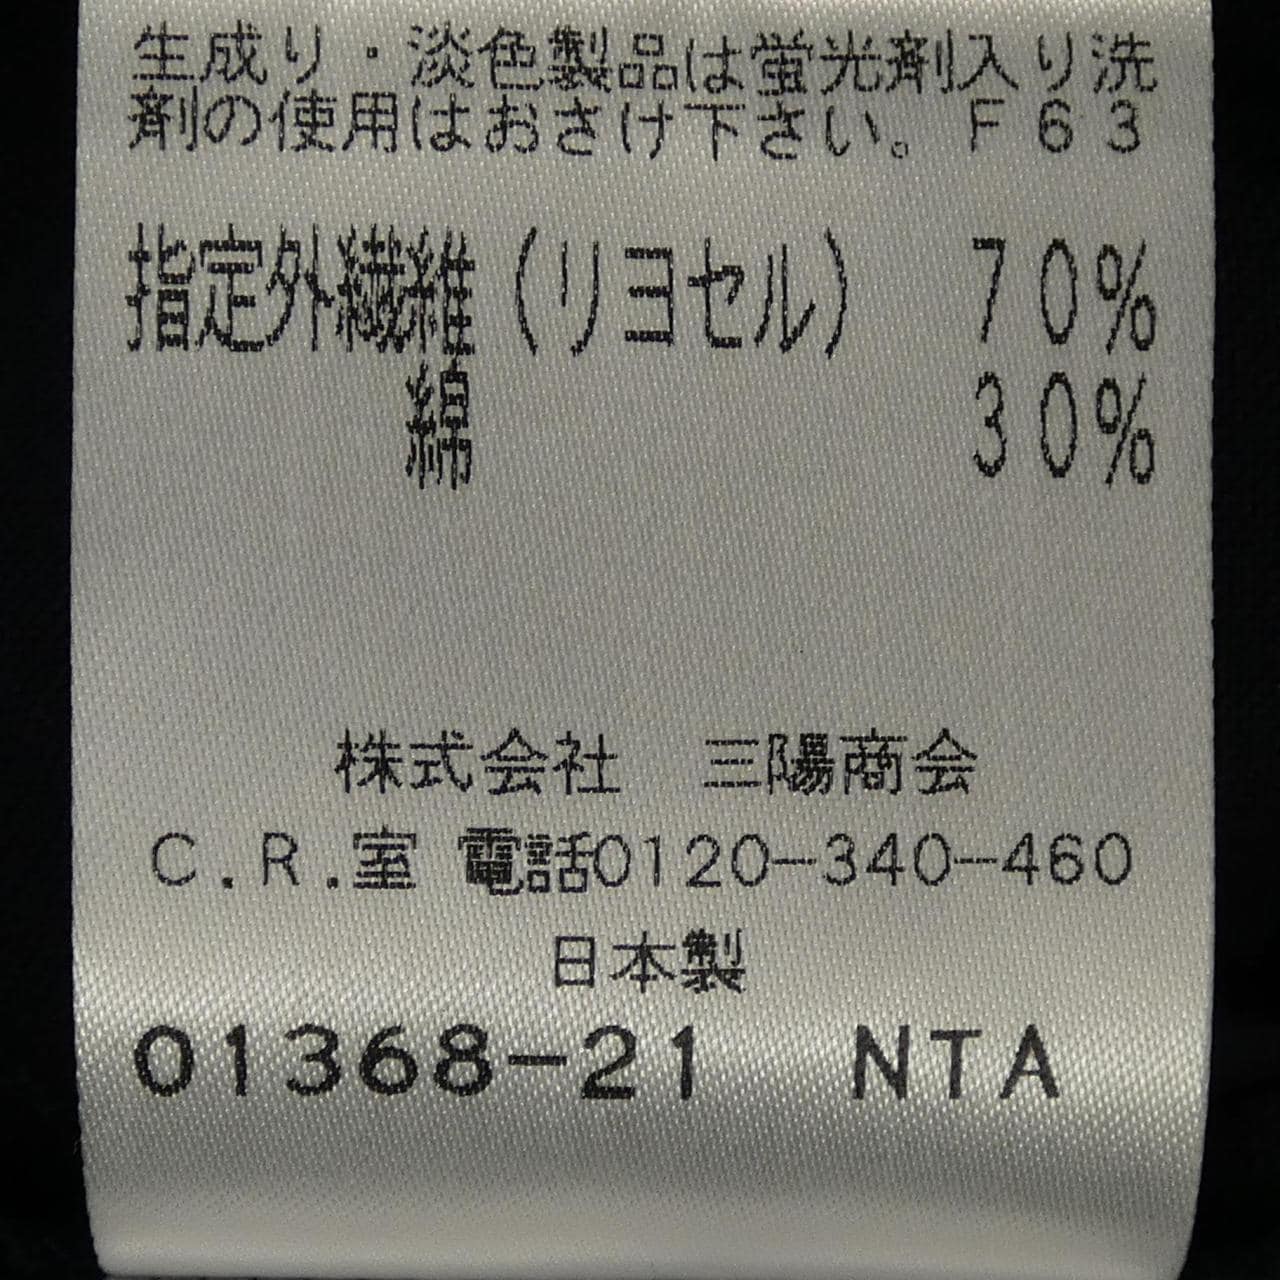 生成り・淡色製品は蛍光剤入り洗
剤の使用はおさけ下さい。F63
指定外繊維(リヨセル) 70%
綿 30%
株式会社 三陽商会
C.R.室 電話0120-340-460
日本製
01368-21 NTA